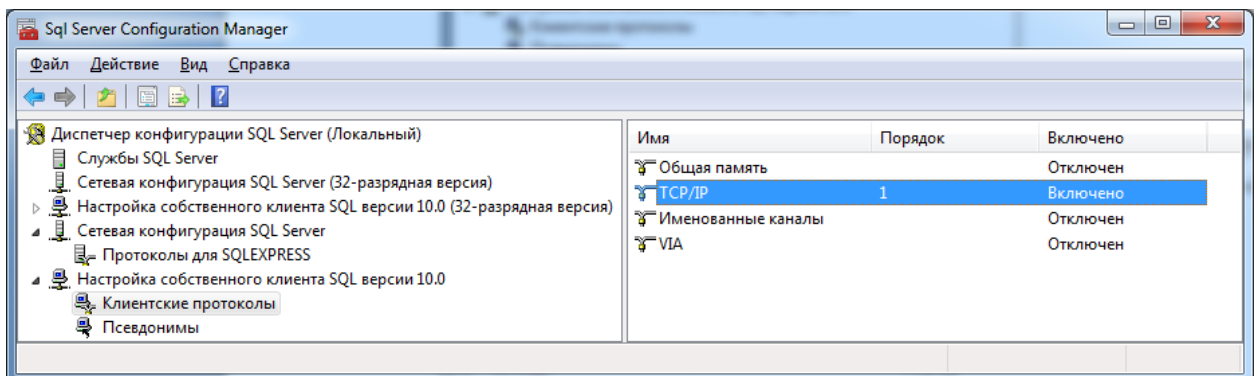 Sql Server Configuration Manager
Файл Действие Вид Справка
Диспетчер конфигурации SQL Server (Локальный)
Службы SQL Server
Сетевая конфигурация SQL Server (32-разрядная версия)
Настройка собственного клиента SQL версии 10.0 (32-разрядная версия)
Сетевая конфигурация SQL Server
Протоколы для SQLEXPRESS
Настройка собственного клиента SQL версии 10.0
Клиентские протоколы
Псевдонимы
Имя Порядок Включено
Общая память Отключен
TCP/IP 1 Включено
Именованные каналы Отключен
VIA Отключен